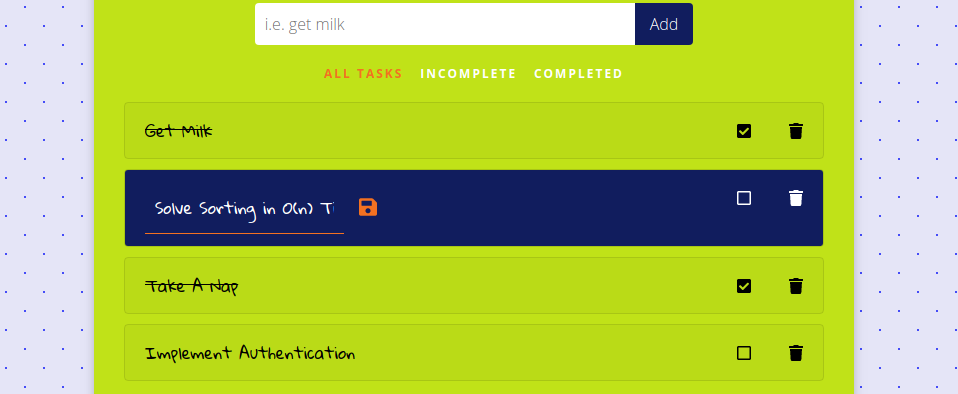 i.e. get milk
Add
ALL TASKS INCOMPLETE COMPLETED
Get Milk
Solve Sorting in O(n)
Take A Nap
Implement Authentication